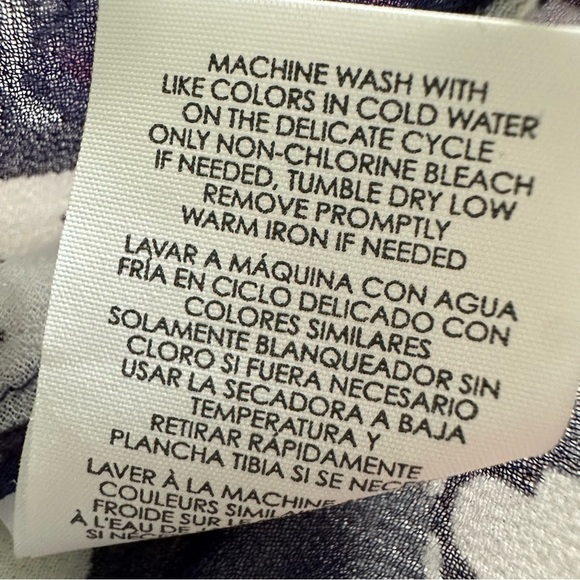 MACHINE WASH WITH
LIKE COLORS IN COLD WATER
ON THE DELICATE CYCLE
ONLY NON-CHLORINE BLEACH
IF NEEDED, TUMBLE DRY LOW
REMOVE PROMPTLY
WARM IRON IF NEEDED
LAVAR A MÁQUINA CON AGUA
FRÍA EN CICLO DELICADO CON
COLORES SIMILARES
SOLAMENTE BLANQUEADOR SIN
CLORO SI FUERA NECESARIO
USAR LA SECADORA A BAJA
TEMPERATURA Y
RETIRAR RÁPIDAMENTE
PLANCHA TIBIA SI SE
LAVER À LA MACHINE
COULEURS
FROIDE SUR
À L'EAU DE
SI